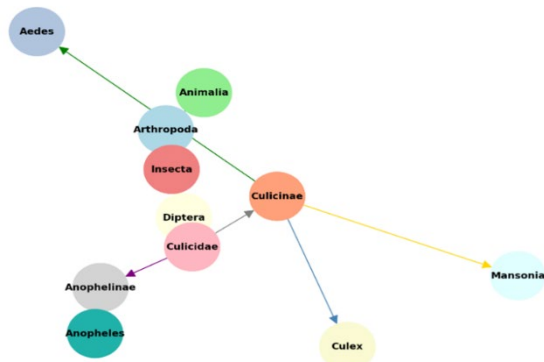 Aedes
Animalia
Arthropoda
Insecta
Culicinae
Diptera
Culicidae
Mansonia
Anophelinae
Anopheles
Culex